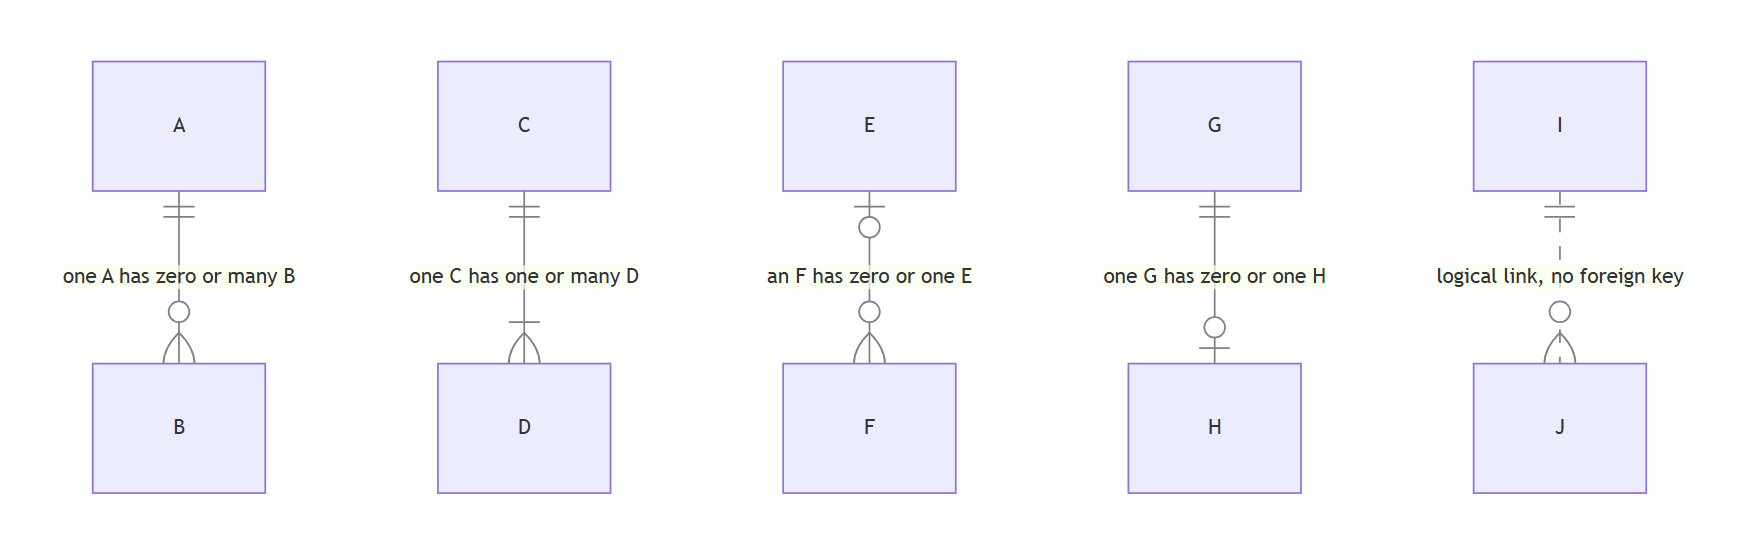 A
C
E
G
I
one A has zero or many B
one C has one or many D
an F has zero or one E
one G has zero or one H
logical link, no foreign key
B
D
F
H
J